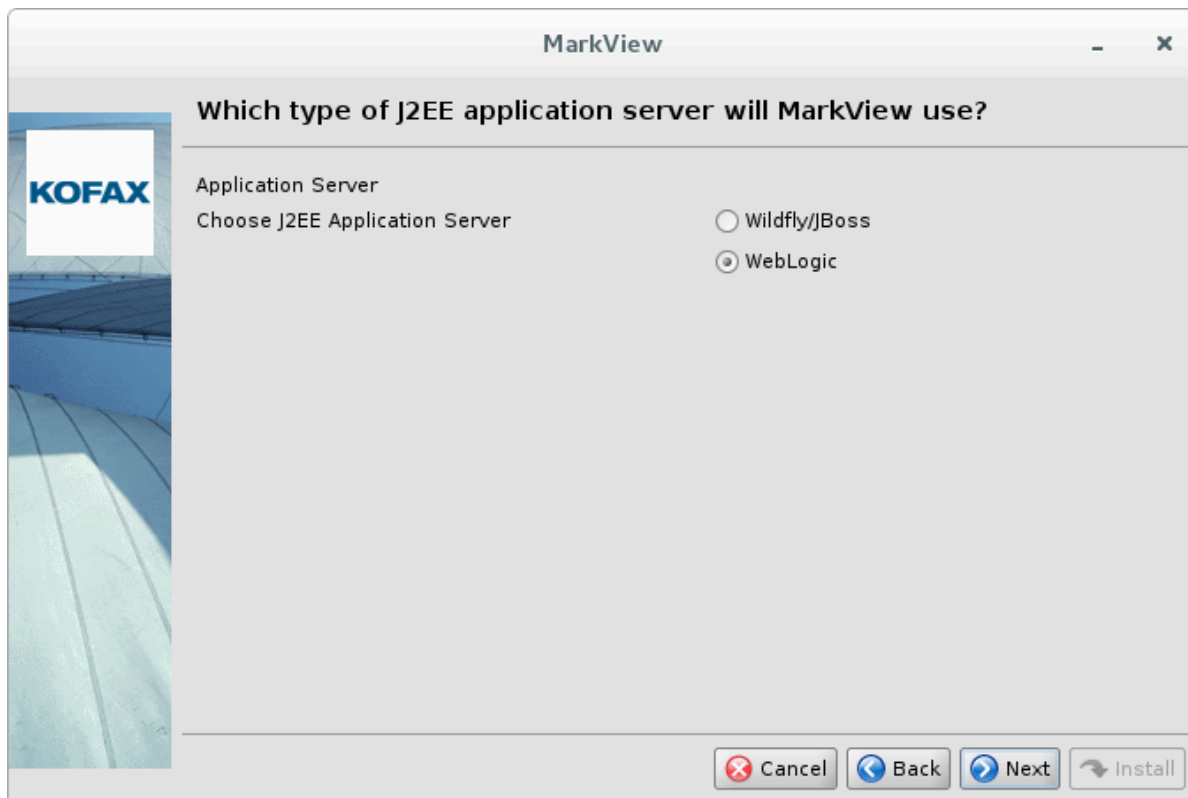 MarkView
Which type of J2EE application server will MarkView use?
KOFAX
Application Server
Choose J2EE Application Server
Wildfly/JBoss
WebLogic
Cancel
Back
Next
Install